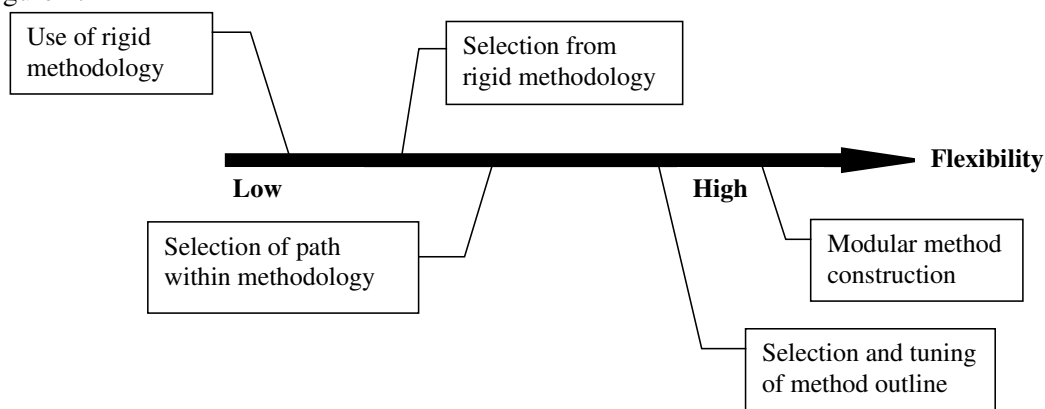 Use of rigid
methodology
Selection from
rigid methodology
Flexibility
Low
High
Selection of path
within methodology
Modular method
construction
Selection and tuning
of method outline